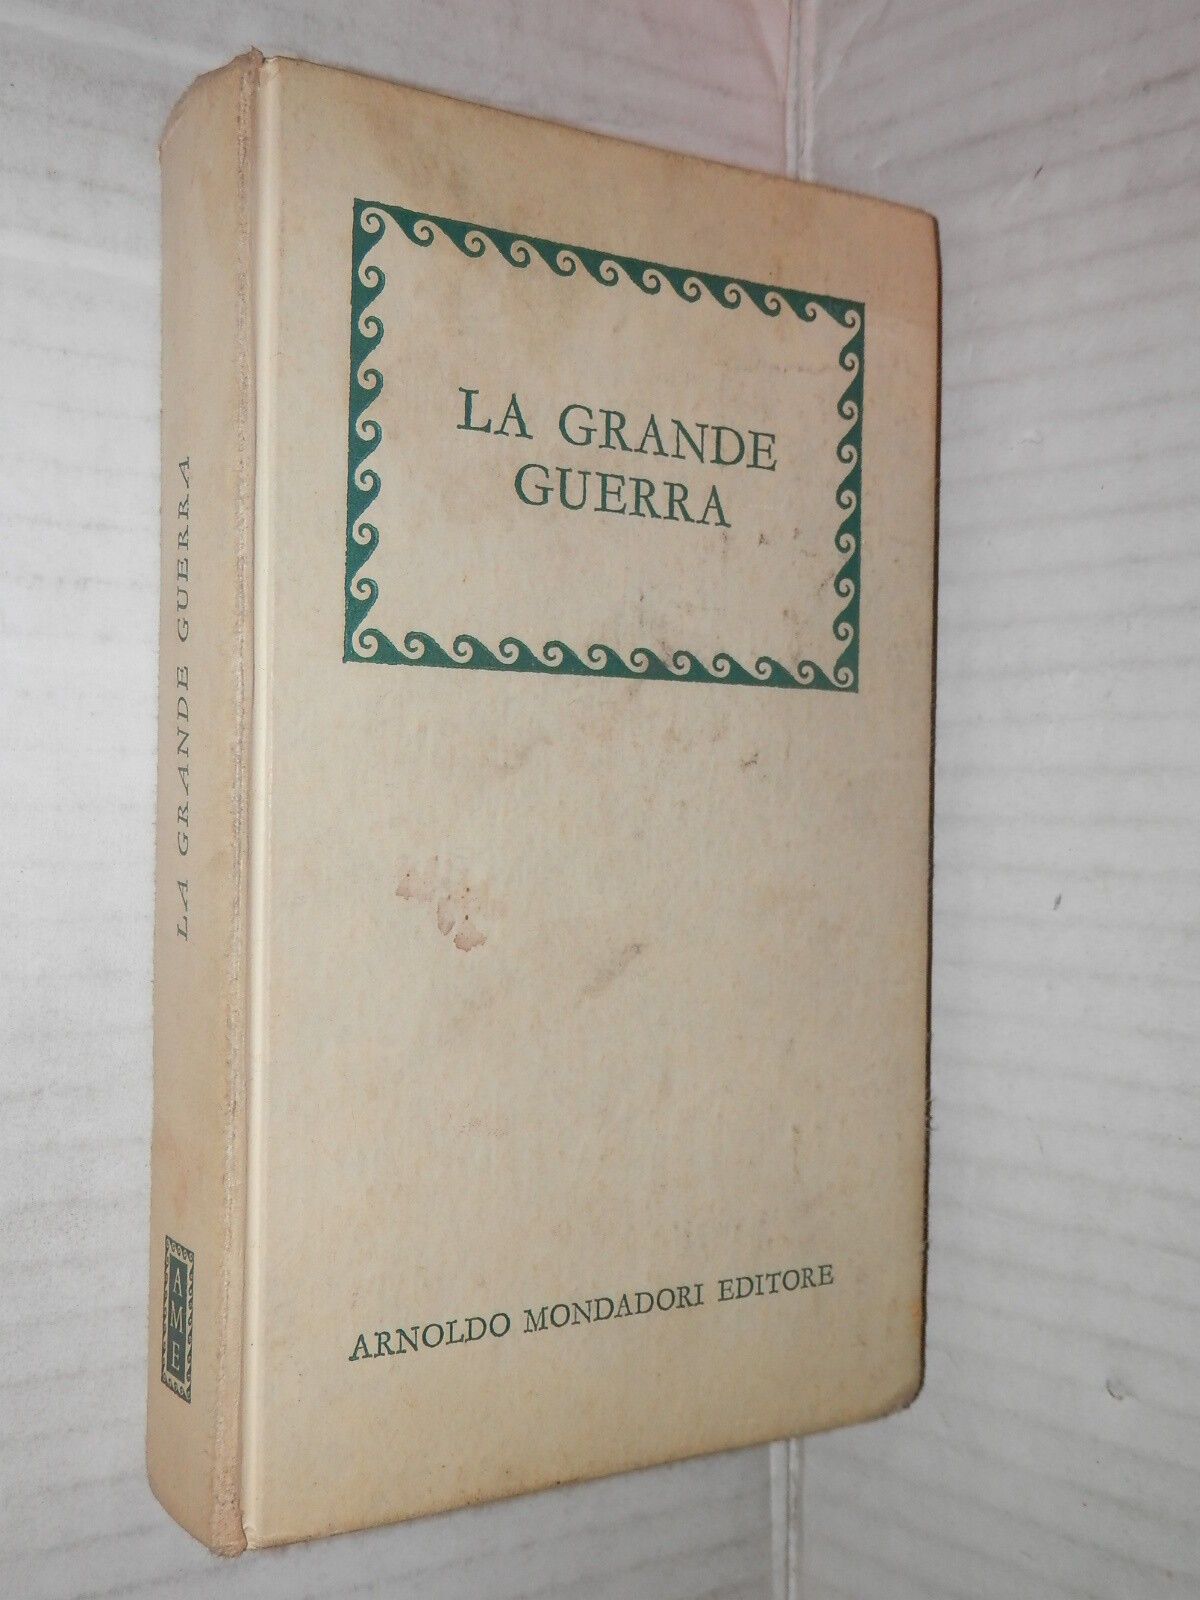 LA GRANDE
GUERRA
ARNOLDO MONDADORI EDITORE
LA GRANDE GUERRA
AME